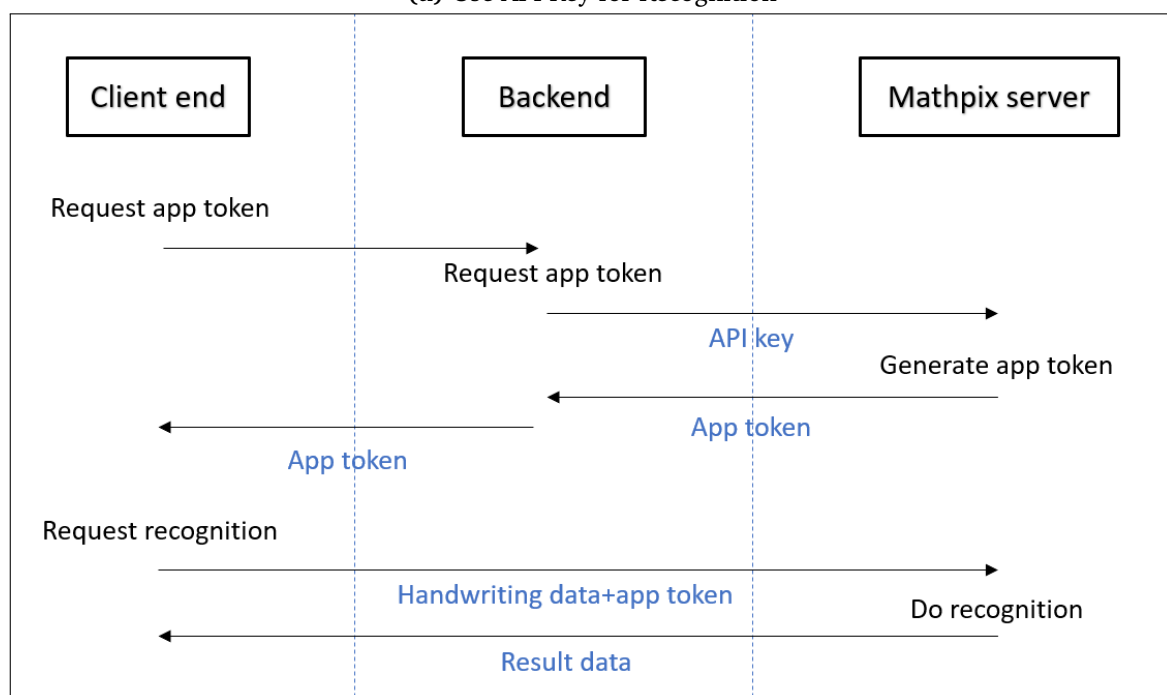 Client end Backend Mathpix server
Request app token
Request app token
API key
Generate app token
App token
App token
Request recognition
Handwriting data+app token
Do recognition
Result data